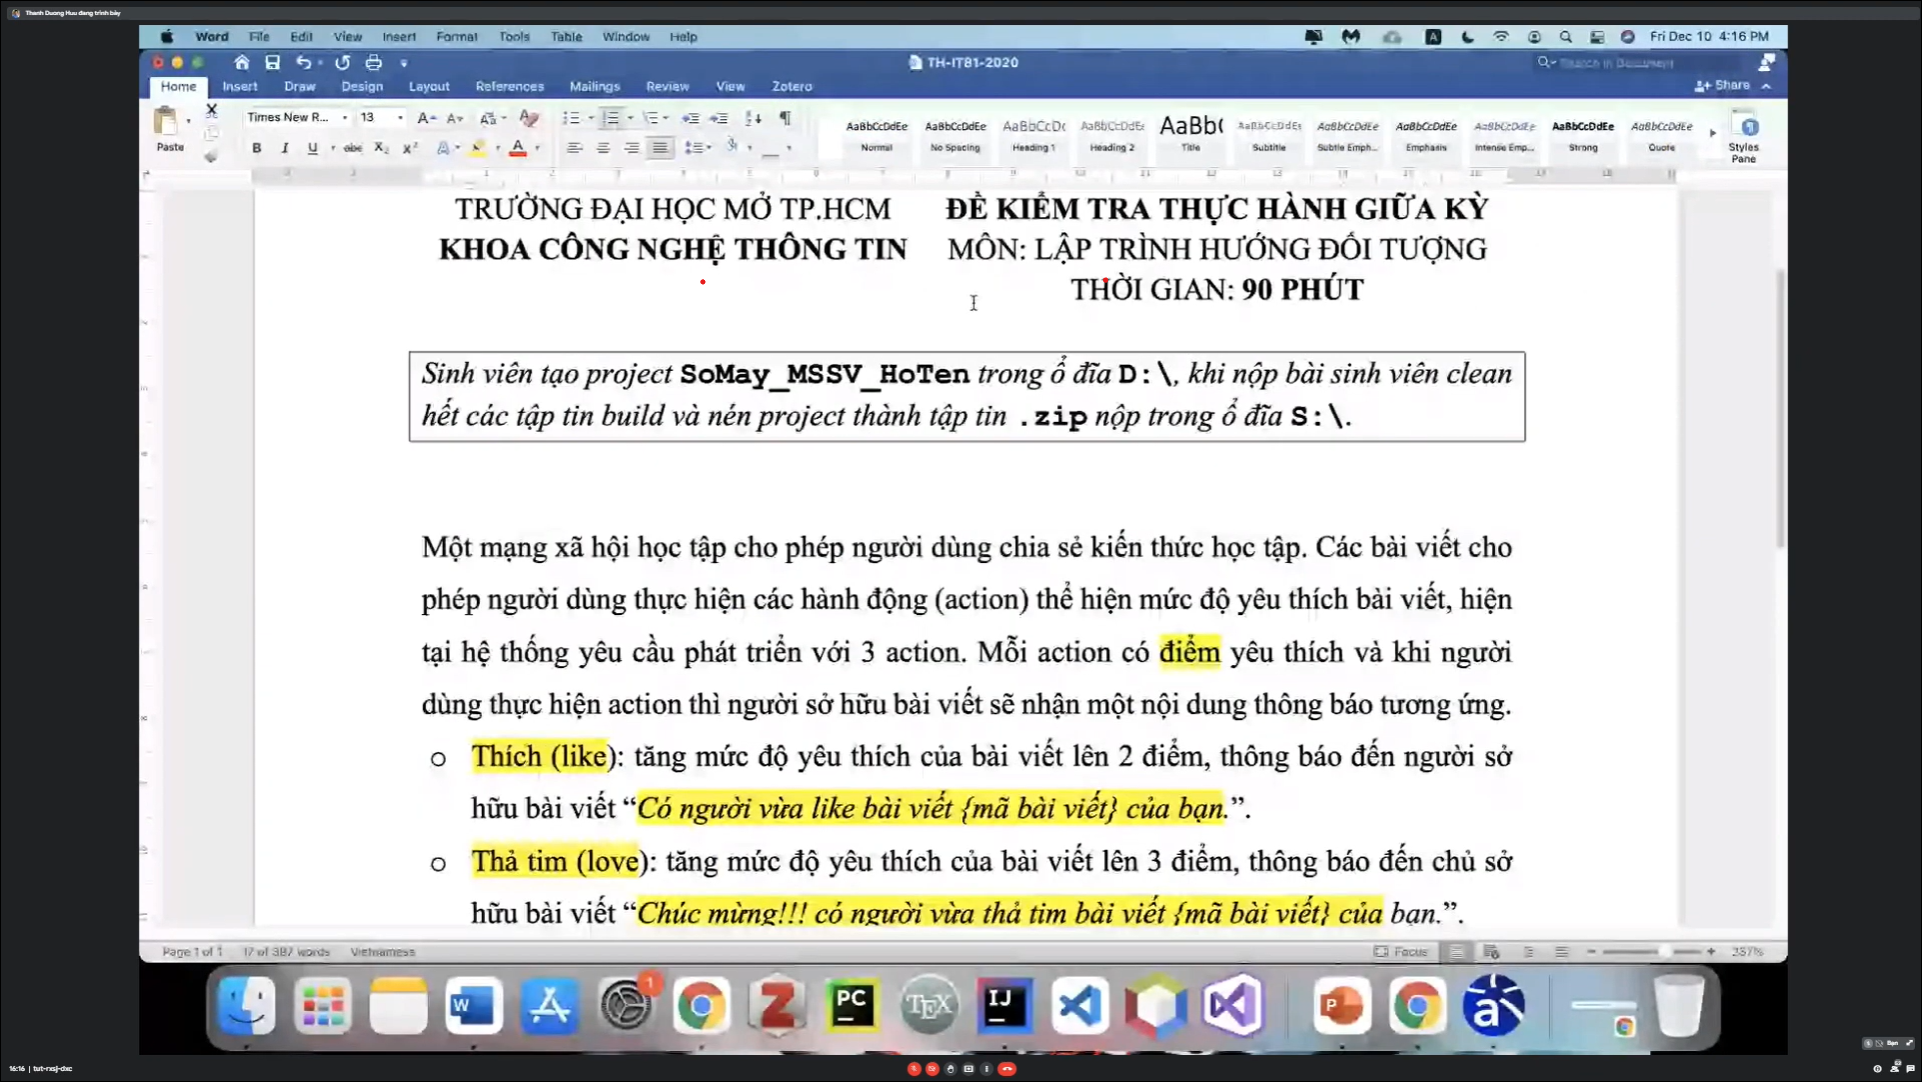 Thanh Duong Huu đang trình bày
Word File Edit View Insert Format Tools Table Window Help
Fri Dec 10 4:16 PM
TH-IT81-2020
Search in Document
Home Insert Draw Design Layout References Mailings Review View Zotero
Share
Paste
Times New R... 13
AaBbCcDdEe AaBbCcDdEe AaBbCcDc AaBbCcDdEe AaBb( AaBbCcDdEe AaBbCcDdEe AaBbCcDdEe AaBbCcDdEe AaBbCcDdEe AaBbCcDdEe
Normal No Spacing Heading 1 Heading 2 Title Subtitle Subtle Emph... Emphasis Intense Emp... Strong Quote
Styles
Pane
TRƯỜNG ĐẠI HỌC MỞ TP.HCM
KHOA CÔNG NGHỆ THÔNG TIN
ĐỀ KIỂM TRA THỰC HÀNH GIỮA KỲ
MÔN: LẬP TRÌNH HƯỚNG ĐỐI TƯỢNG
THỜI GIAN: 90 PHÚT
Sinh viên tạo project SoMay_MSSV_HoTen trong ổ đĩa D:\, khi nộp bài sinh viên clean
hết các tập tin build và nén project thành tập tin .zip nộp trong ổ đĩa S:\.
Một mạng xã hội học tập cho phép người dùng chia sẻ kiến thức học tập. Các bài viết cho
phép người dùng thực hiện các hành động (action) thể hiện mức độ yêu thích bài viết, hiện
tại hệ thống yêu cầu phát triển với 3 action. Mỗi action có điểm yêu thích và khi người
dùng thực hiện action thì người sở hữu bài viết sẽ nhận một nội dung thông báo tương ứng.
o Thích (like): tăng mức độ yêu thích của bài viết lên 2 điểm, thông báo đến người sở
hữu bài viết “Có người vừa like bài viết {mã bài viết} của bạn.”.
o Thả tim (love): tăng mức độ yêu thích của bài viết lên 3 điểm, thông báo đến chủ sở
hữu bài viết “Chúc mừng!!! có người vừa thả tim bài viết {mã bài viết} của bạn.”.
Page 1 of 1 17 of 387 words Vietnamese
Focus
W
1
Z
PC
TEX
IJ
P
a
Bạn
16:16 | tut-rxsj-dxc